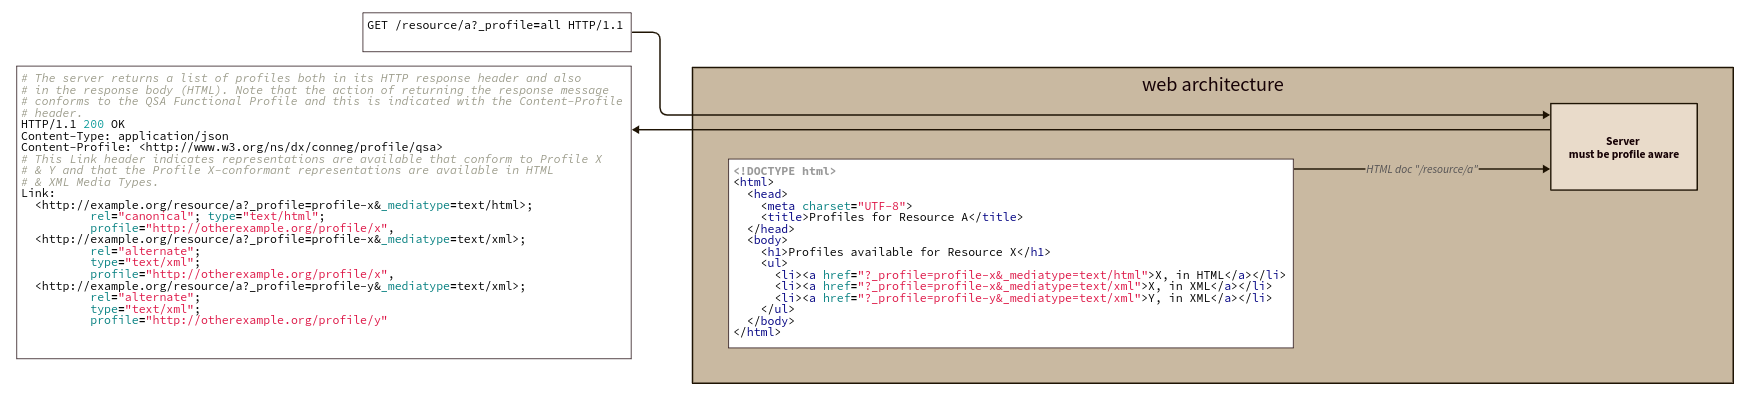 GET /resource/a?_profile=all HTTP/1.1
# The server returns a list of profiles both in its HTTP response header and also
# in the response body (HTML). Note that the action of returning the response message
# conforms to the QSA Functional Profile and this is indicated with the Content-Profile
# header.
HTTP/1.1 200 OK
Content-Type: application/json
Content-Profile: <http://www.w3.org/ns/dx/conneg/profile/qsa>
# This Link header indicates representations are available that conform to Profile X
# & Y and that the Profile X-conformant representations are available in HTML
# & XML Media Types.
Link:
  <http://example.org/resource/a?_profile=profile-x&_mediatype=text/html>;
          rel="canonical"; type="text/html";
          profile="http://otherexample.org/profile/x",
  <http://example.org/resource/a?_profile=profile-x&_mediatype=text/xml>;
          rel="alternate";
          type="text/xml";
          profile="http://otherexample.org/profile/x",
  <http://example.org/resource/a?_profile=profile-y&_mediatype=text/xml>;
          rel="alternate";
          type="text/xml";
          profile="http://otherexample.org/profile/y"
web architecture
Server
must be profile aware
HTML doc "/resource/a"
<!DOCTYPE html>
<html>
  <head>
    <meta charset="UTF-8">
    <title>Profiles for Resource A</title>
  </head>
  <body>
    <h1>Profiles available for Resource X</h1>
    <ul>
      <li><a href="?_profile=profile-x&_mediatype=text/html">X, in HTML</a></li>
      <li><a href="?_profile=profile-x&_mediatype=text/xml">X, in XML</a></li>
      <li><a href="?_profile=profile-y&_mediatype=text/xml">Y, in XML</a></li>
    </ul>
  </body>
</html>